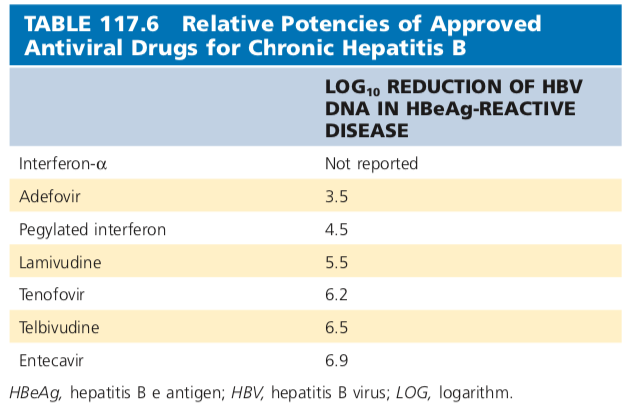 TABLE 117.6 Relative Potencies of Approved
Antiviral Drugs for Chronic Hepatitis B
LOG₁₀ REDUCTION OF HBV
DNA IN HBeAg-REACTIVE
DISEASE
Interferon-α Not reported
Adefovir 3.5
Pegylated interferon 4.5
Lamivudine 5.5
Tenofovir 6.2
Telbivudine 6.5
Entecavir 6.9
HBeAg, hepatitis B e antigen; HBV, hepatitis B virus; LOG, logarithm.